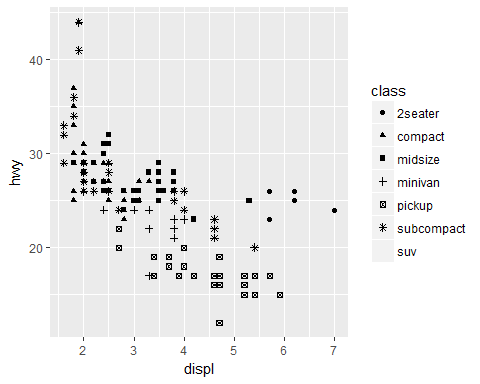 40
30
20
hwy
2 3 4 5 6 7
displ
class
2seater
compact
midsize
minivan
pickup
subcompact
suv